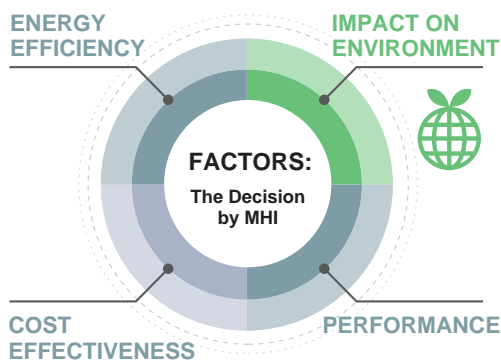 ENERGY
EFFICIENCY
IMPACT ON
ENVIRONMENT
FACTORS:
The Decision
by MHI
COST
EFFECTIVENESS
PERFORMANCE